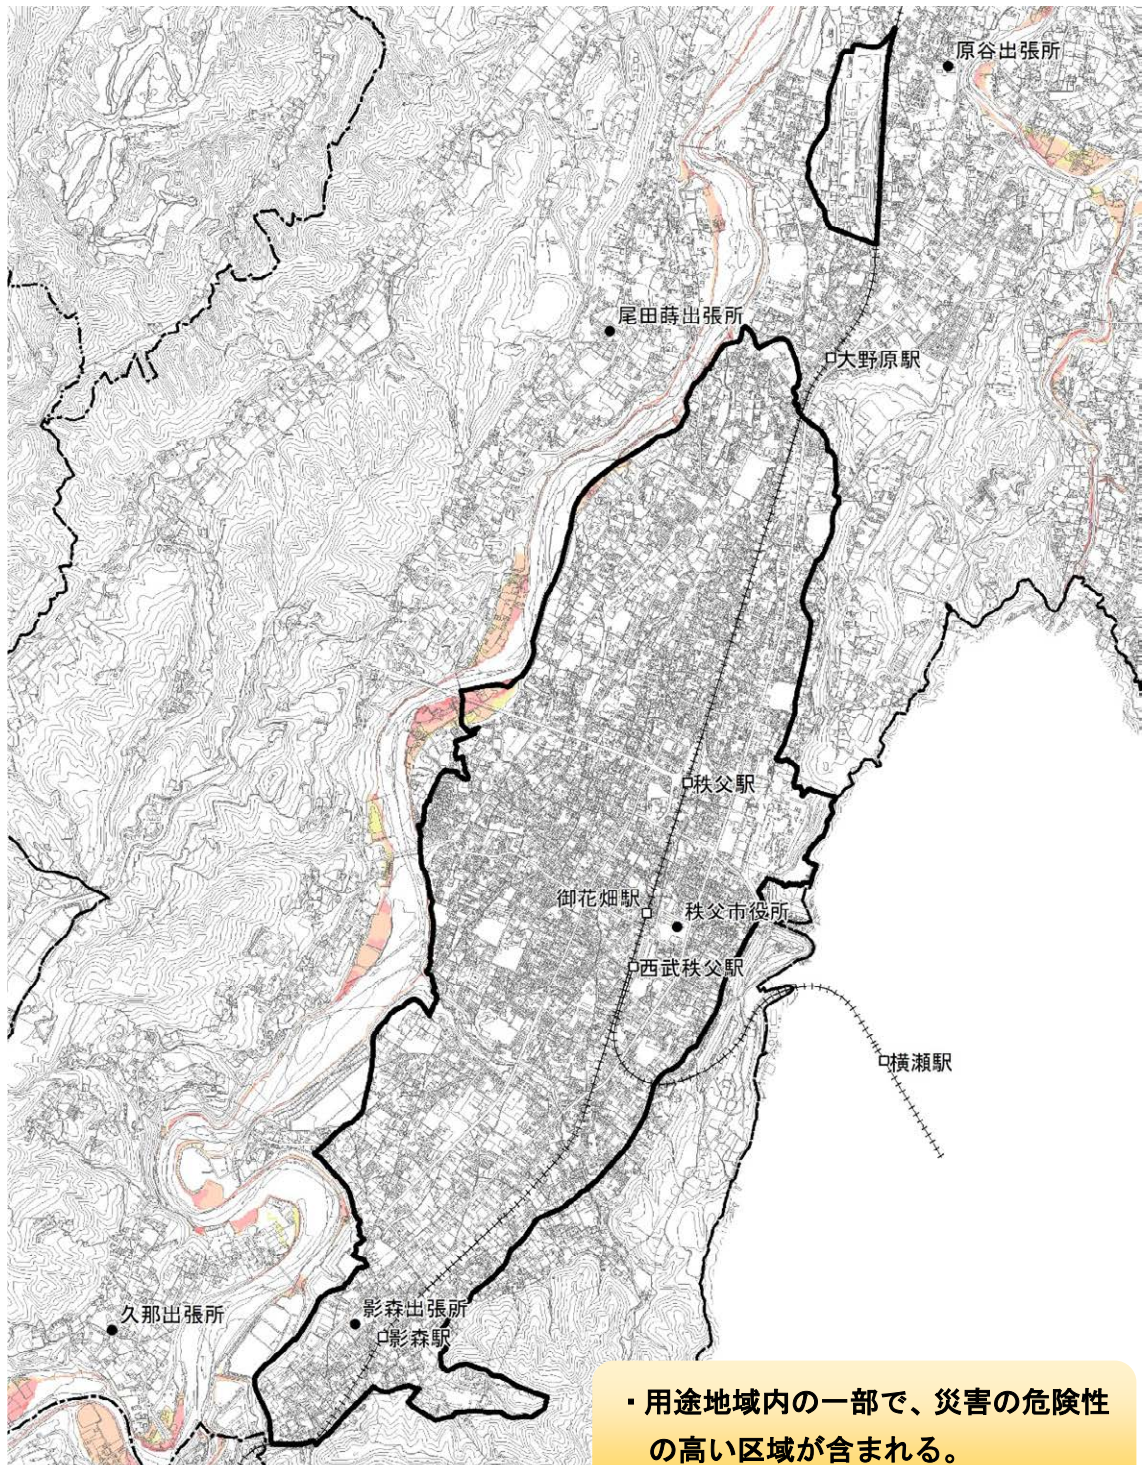 原谷出張所
尾田蒔出張所
大野原駅
秩父駅
御花畑駅
秩父市役所
西武秩父駅
横瀬駅
久那出張所
影森出張所
影森駅
・用途地域内の一部で、災害の危険性
の高い区域が含まれる。